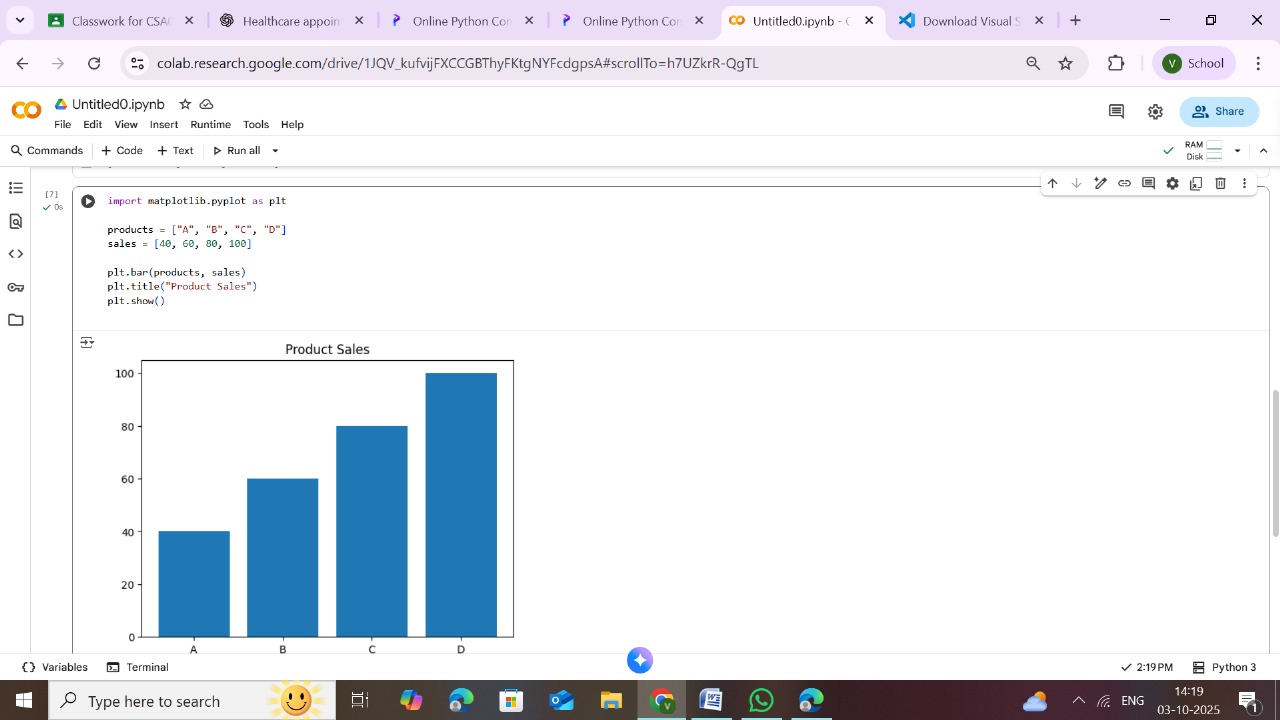 Classwork for CSA
Healthcare appoin
Online Python Con
Online Python Con
Untitled0.ipynb - C
Download Visual S
colab.research.google.com/drive/1JQV_kufvijFXCCGBThyFKtgNYFcdgpsA#scrollTo=h7UZkrR-QgTL
V School
Untitled0.ipynb
File Edit View Insert Runtime Tools Help
Share
Commands + Code + Text Run all
RAM
Disk
[7]
0s
import matplotlib.pyplot as plt
products = ["A", "B", "C", "D"]
sales = [40, 60, 80, 100]
plt.bar(products, sales)
plt.title("Product Sales")
plt.show()
Product Sales
100
80
60
40
20
0
A B C D
Variables Terminal
2:19 PM Python 3
Type here to search
ENG
14:19
03-10-2025
1